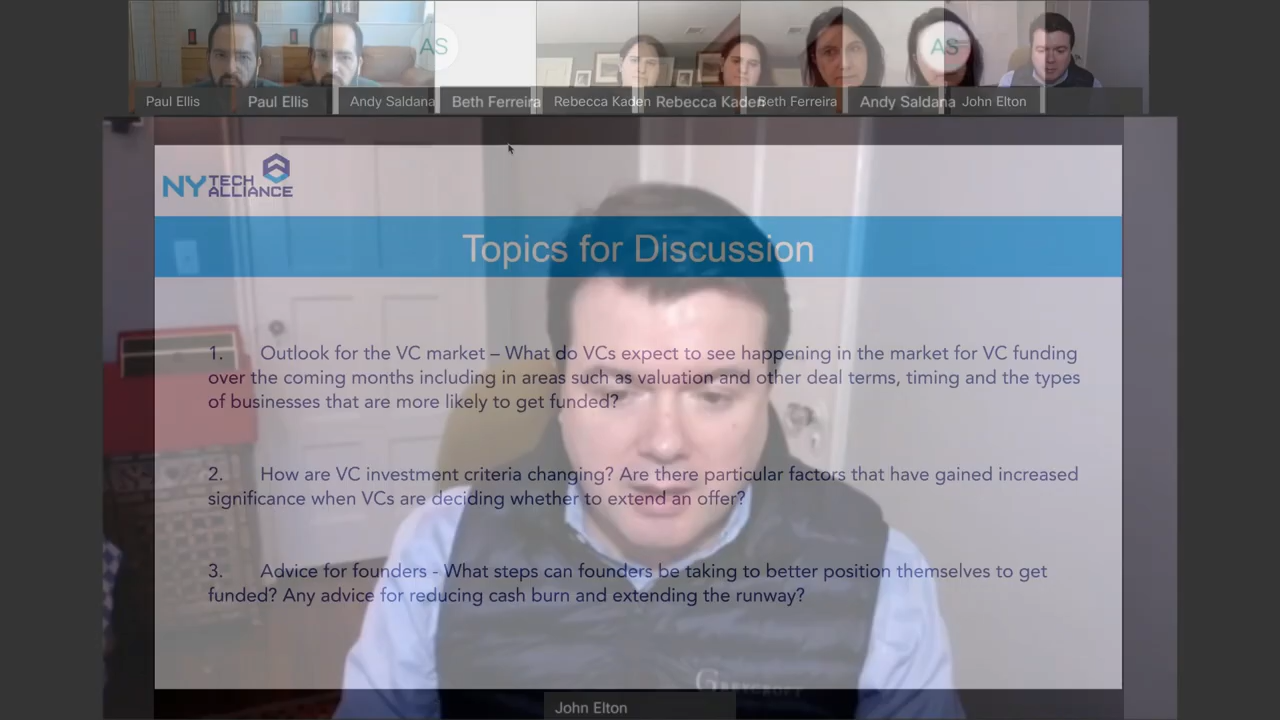 AS
AS
Paul Ellis
Paul Ellis
Andy Saldana
Beth Ferreira
Rebecca Kaden
Rebecca Kaden
Beth Ferreira
Andy Saldana
John Elton
NY TECH
ALLIANCE
Topics for Discussion
1. Outlook for the VC market – What do VCs expect to see happening in the market for VC funding
over the coming months including in areas such as valuation and other deal terms, timing and the types
of businesses that are more likely to get funded?
2. How are VC investment criteria changing? Are there particular factors that have gained increased
significance when VCs are deciding whether to extend an offer?
3. Advice for founders - What steps can founders be taking to better position themselves to get
funded? Any advice for reducing cash burn and extending the runway?
GREYCROFT
John Elton